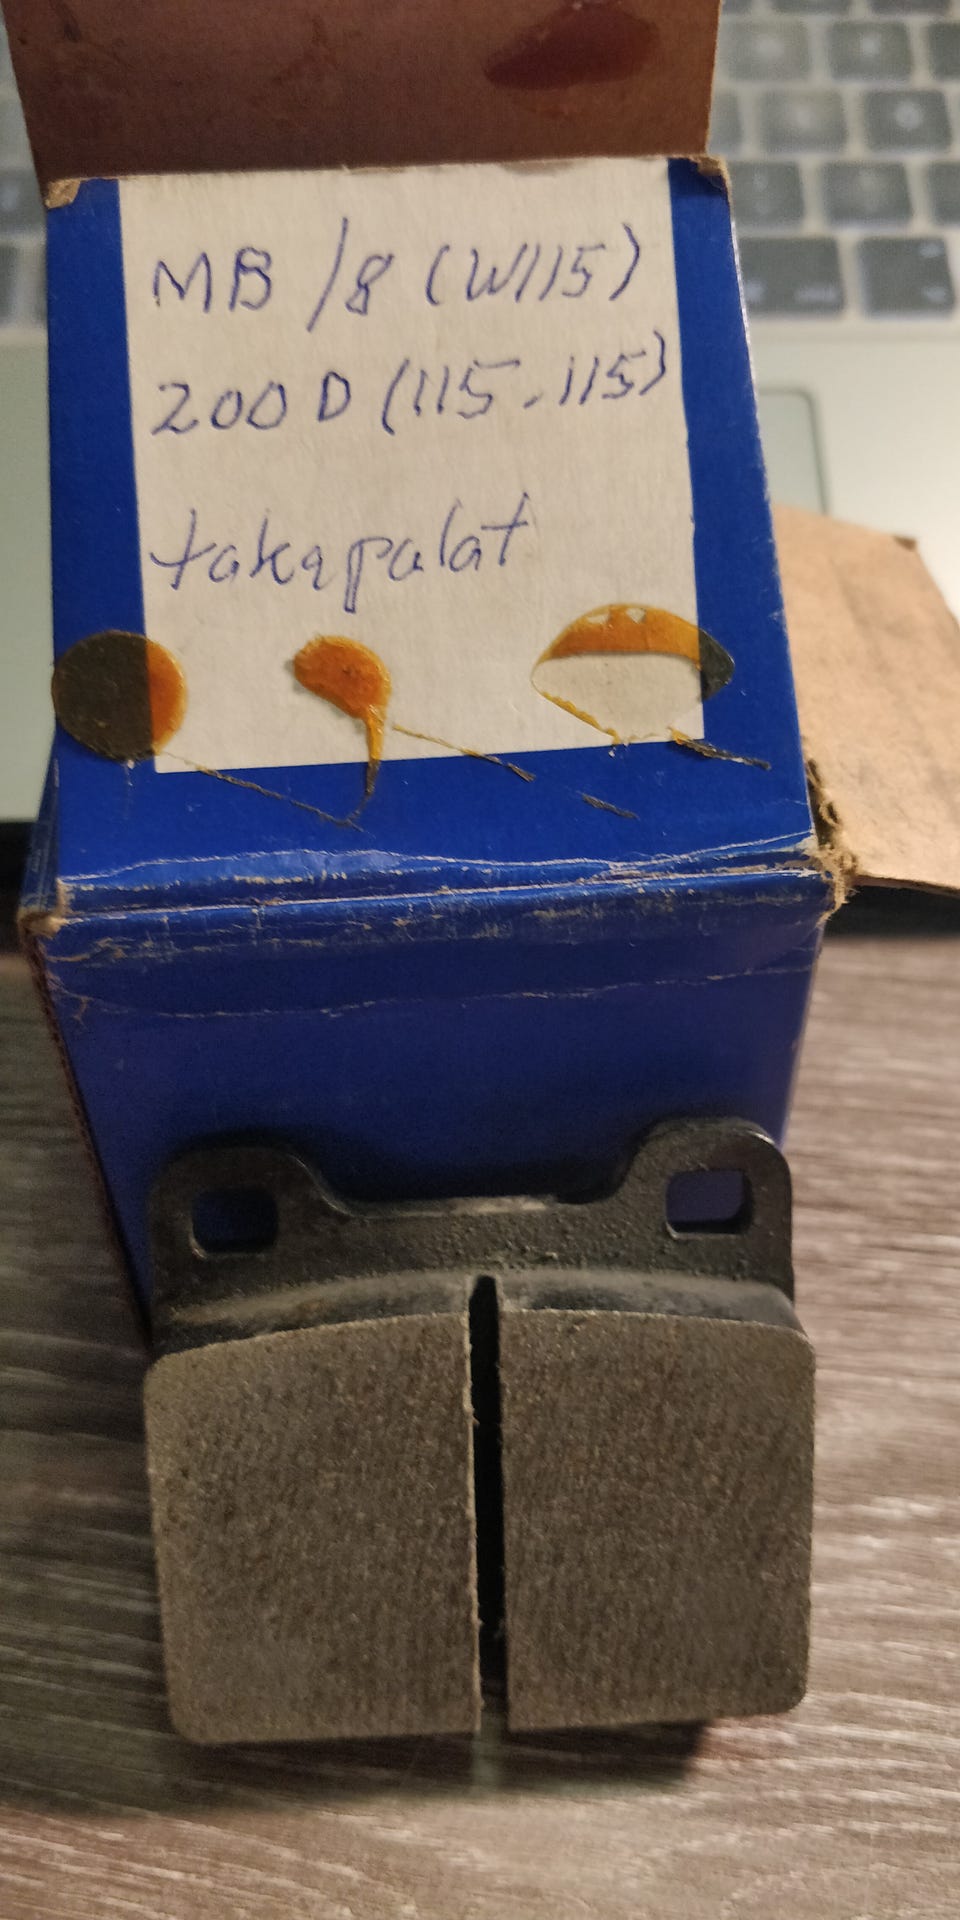 MB /8 (W115)
200 D (115.115)
takapalat